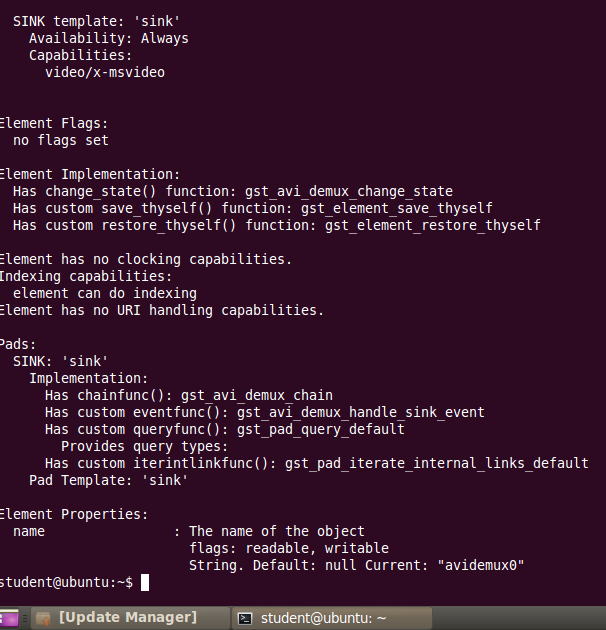 SINK template: 'sink'
Availability: Always
Capabilities:
video/x-msvideo
Element Flags:
no flags set
Element Implementation:
Has change_state() function: gst_avi_demux_change_state
Has custom save_thyself() function: gst_element_save_thyself
Has custom restore_thyself() function: gst_element_restore_thyself
Element has no clocking capabilities.
Indexing capabilities:
element can do indexing
Element has no URI handling capabilities.
Pads:
SINK: 'sink'
Implementation:
Has chainfunc(): gst_avi_demux_chain
Has custom eventfunc(): gst_avi_demux_handle_sink_event
Has custom queryfunc(): gst_pad_query_default
Provides query types:
Has custom iterintlinkfunc(): gst_pad_iterate_internal_links_default
Pad Template: 'sink'
Element Properties:
name : The name of the object
flags: readable, writable
String. Default: null Current: "avidemux0"
student@ubuntu:~$
[Update Manager] student@ubuntu: ~